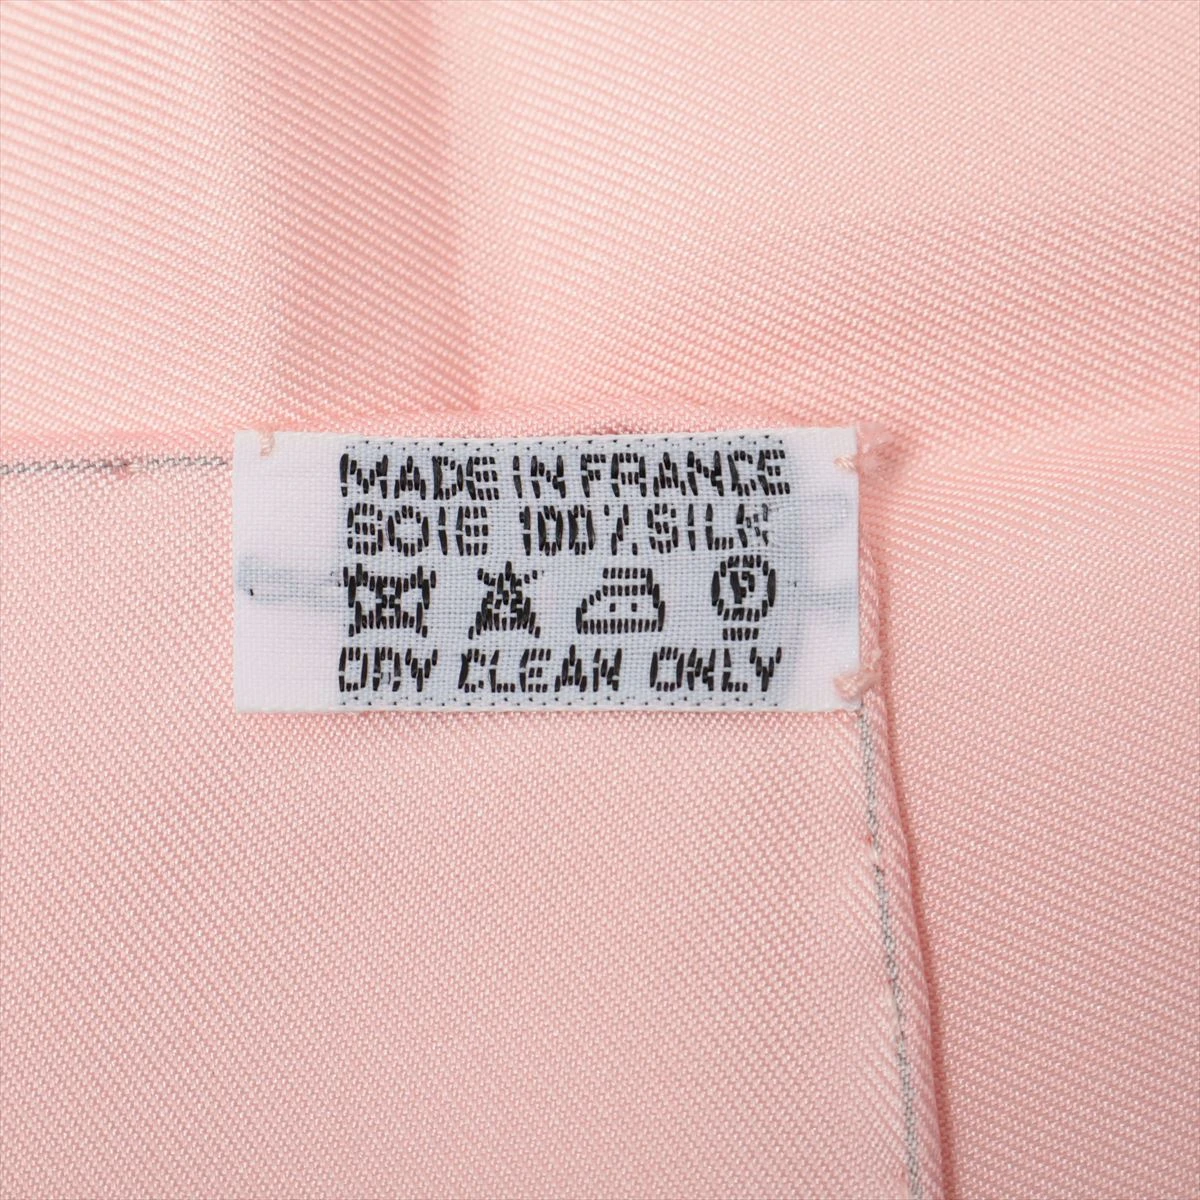 MADE IN FRANCE
SOIE 100% SILK
P
DRY CLEAN ONLY